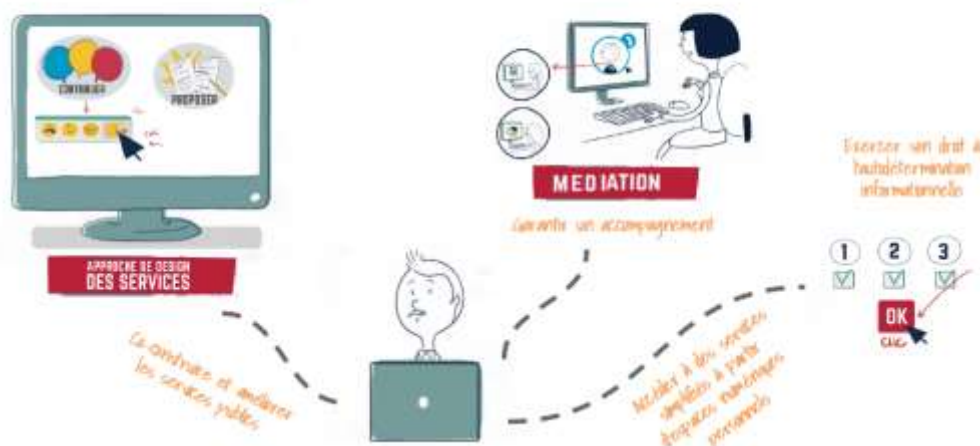 CONTRIBUER
PROPOSER
APPROCHE DE DESIGN
DES SERVICES
Co-construire et améliorer
les services publics
MEDIATION
Garantir un accompagnement
Exercer son droit à
l'autodétermination
informationnelle
1 2 3
OK
CLIC
Accéder à des services
simplifiés à partir
d'espaces numériques
personnels